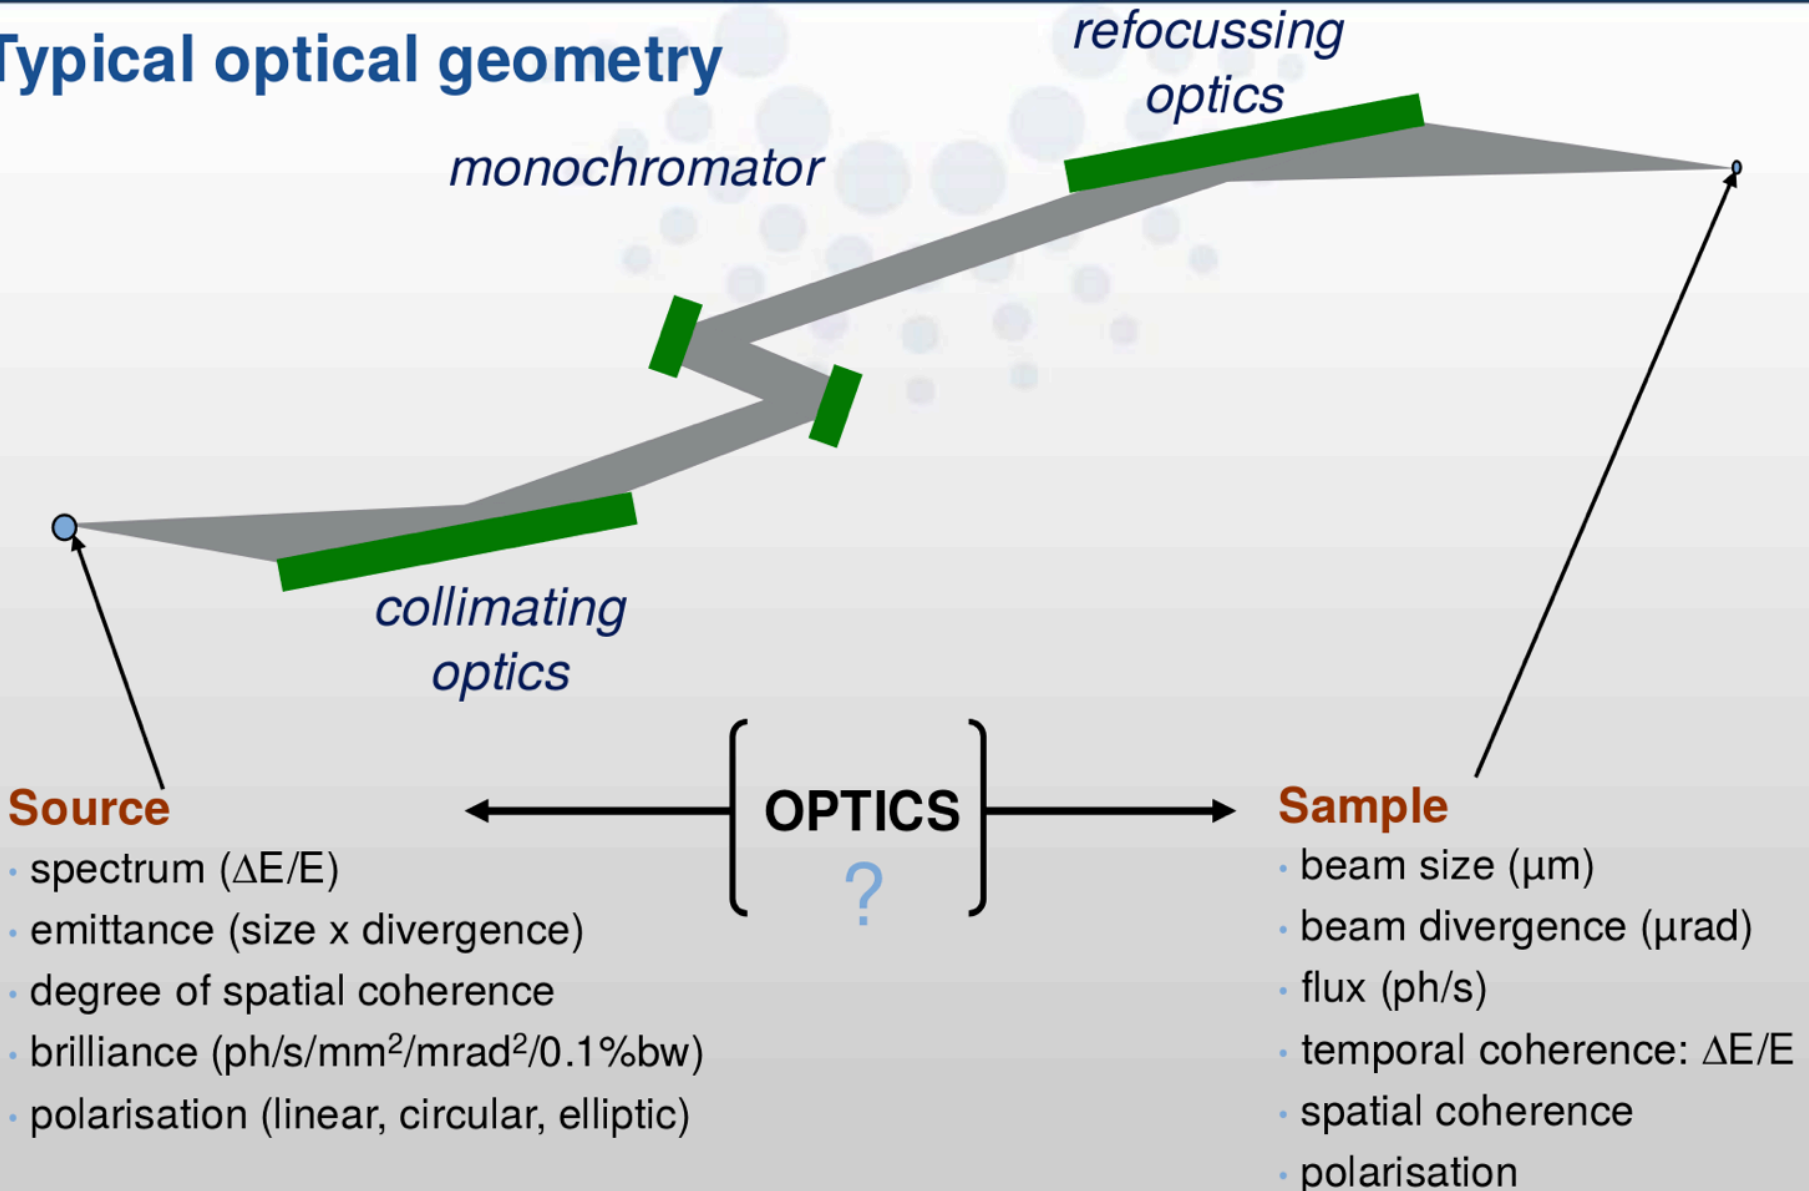 Typical optical geometry
refocussing
optics
monochromator
collimating
optics
OPTICS
?
Source
· spectrum (ΔE/E)
· emittance (size x divergence)
· degree of spatial coherence
· brilliance (ph/s/mm²/mrad²/0.1%bw)
· polarisation (linear, circular, elliptic)
Sample
· beam size (µm)
· beam divergence (µrad)
· flux (ph/s)
· temporal coherence: ΔE/E
· spatial coherence
· polarisation